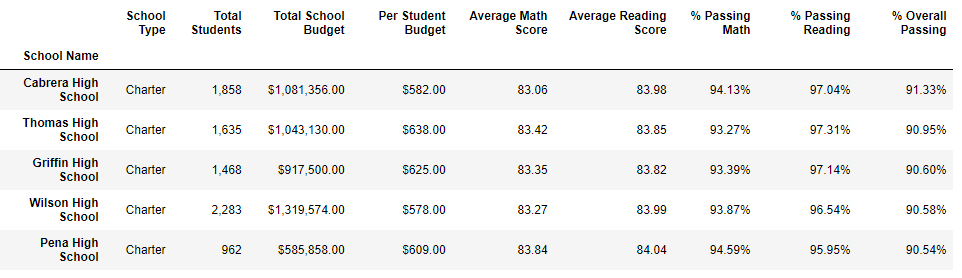 School Type Total Students Total School Budget Per Student Budget Average Math Score Average Reading Score % Passing Math % Passing Reading % Overall Passing
School Name
Cabrera High School Charter 1,858 $1,081,356.00 $582.00 83.06 83.98 94.13% 97.04% 91.33%
Thomas High School Charter 1,635 $1,043,130.00 $638.00 83.42 83.85 93.27% 97.31% 90.95%
Griffin High School Charter 1,468 $917,500.00 $625.00 83.35 83.82 93.39% 97.14% 90.60%
Wilson High School Charter 2,283 $1,319,574.00 $578.00 83.27 83.99 93.87% 96.54% 90.58%
Pena High School Charter 962 $585,858.00 $609.00 83.84 84.04 94.59% 95.95% 90.54%